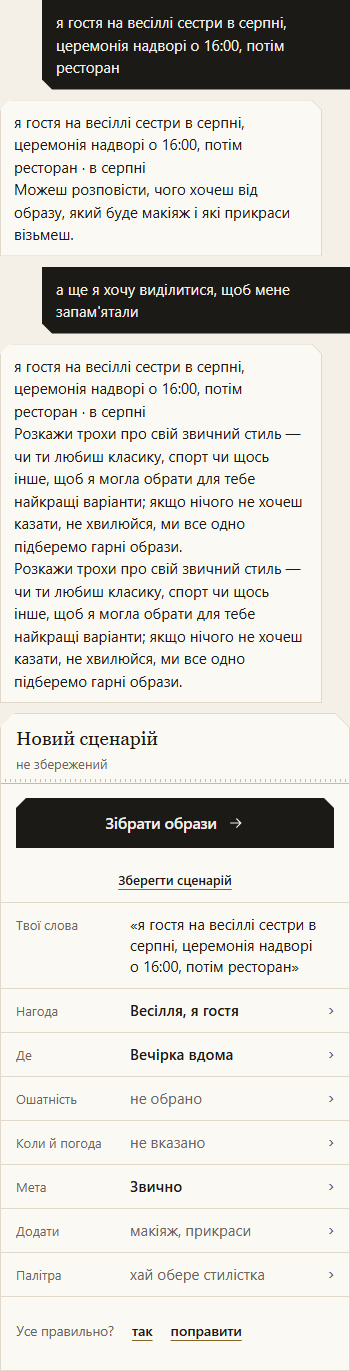 я гостя на весіллі сестри в серпні,
церемонія надворі о 16:00, потім
ресторан
я гостя на весіллі сестри в серпні,
церемонія надворі о 16:00, потім
ресторан · в серпні
Можеш розповісти, чого хочеш від
образу, який буде макіяж і які прикраси
візьмеш.
а ще я хочу виділитися, щоб мене
запам'ятали
я гостя на весіллі сестри в серпні,
церемонія надворі о 16:00, потім
ресторан · в серпні
Розкажи трохи про свій звичний стиль —
чи ти любиш класику, спорт чи щось
інше, щоб я могла обрати для тебе
найкращі варіанти; якщо нічого не хочеш
казати, не хвилюйся, ми все одно
підберемо гарні образи.
Розкажи трохи про свій звичний стиль —
чи ти любиш класику, спорт чи щось
інше, щоб я могла обрати для тебе
найкращі варіанти; якщо нічого не хочеш
казати, не хвилюйся, ми все одно
підберемо гарні образи.
Новий сценарій
не збережений
Зібрати образи →
Зберегти сценарій
Твої слова «я гостя на весіллі сестри в
серпні, церемонія надворі
о 16:00, потім ресторан»
Нагода Весілля, я гостя ›
Де Вечірка вдома ›
Ошатність не обрано ›
Коли й погода не вказано ›
Мета Звично ›
Додати макіяж, прикраси ›
Палітра хай обере стилістка ›
Усе правильно? так поправити